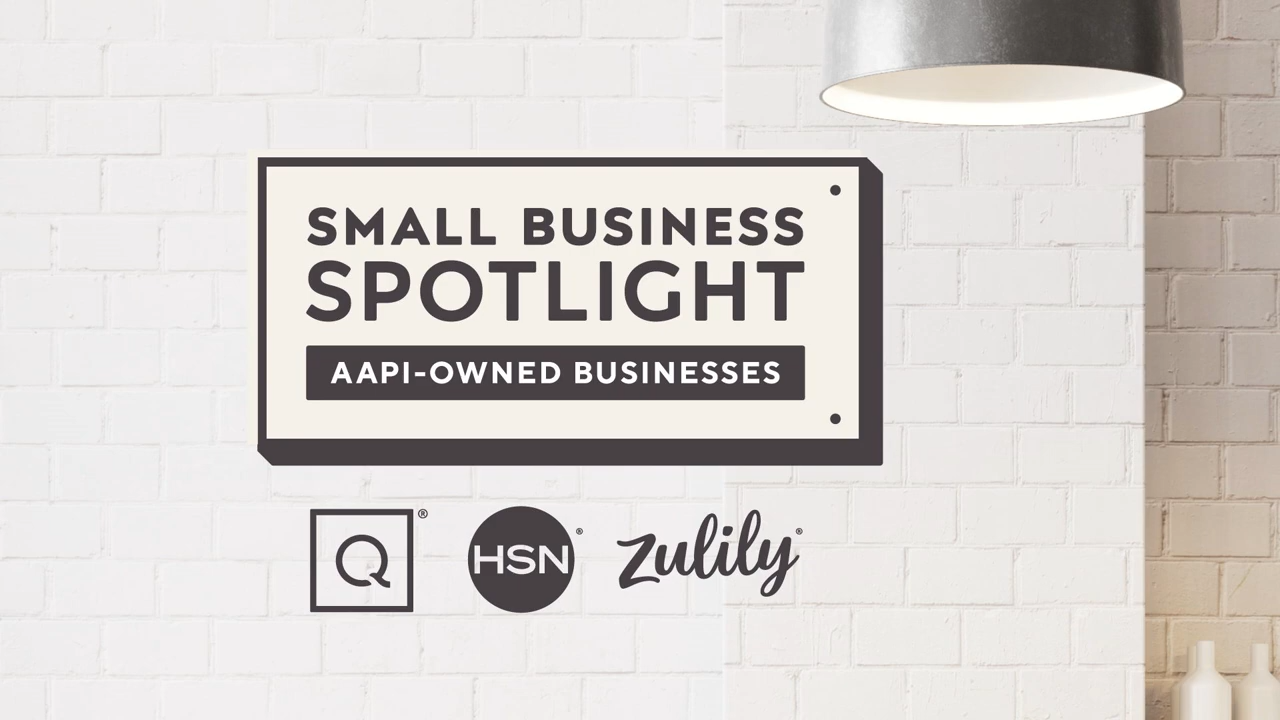 SMALL BUSINESS
SPOTLIGHT
AAPI-OWNED BUSINESSES
Q® HSN® zulily®